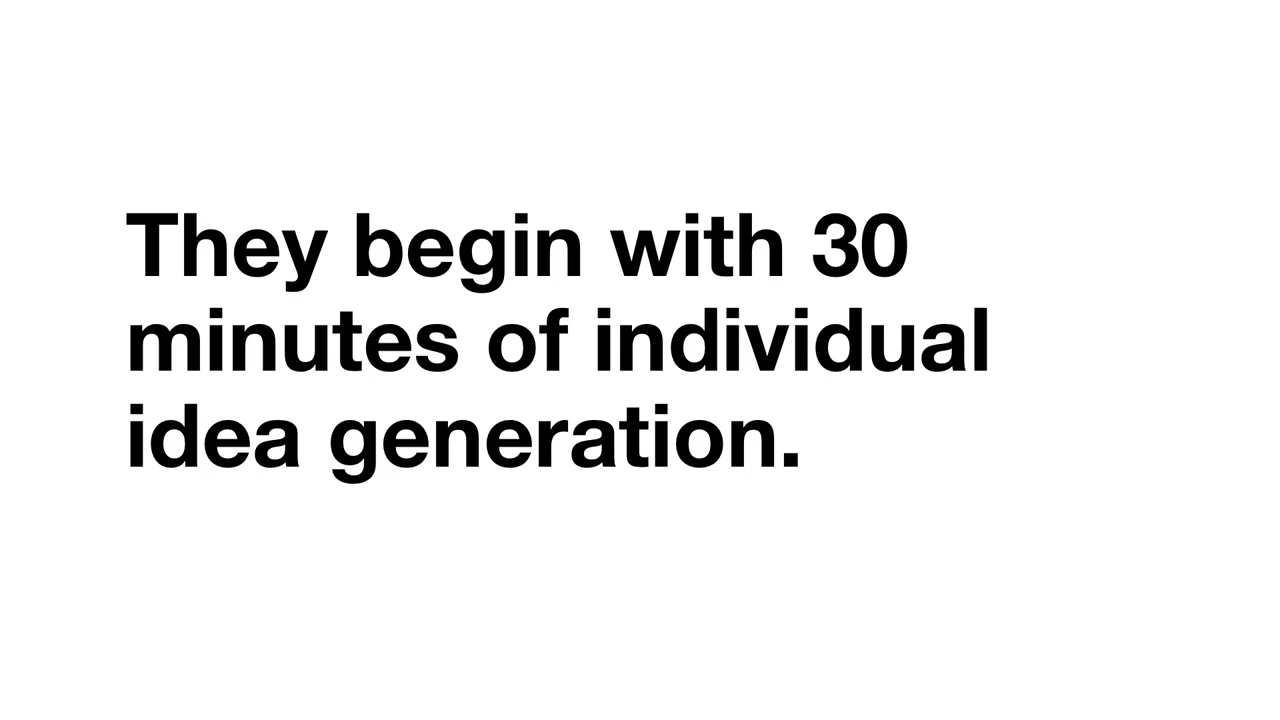 They begin with 30
minutes of individual
idea generation.